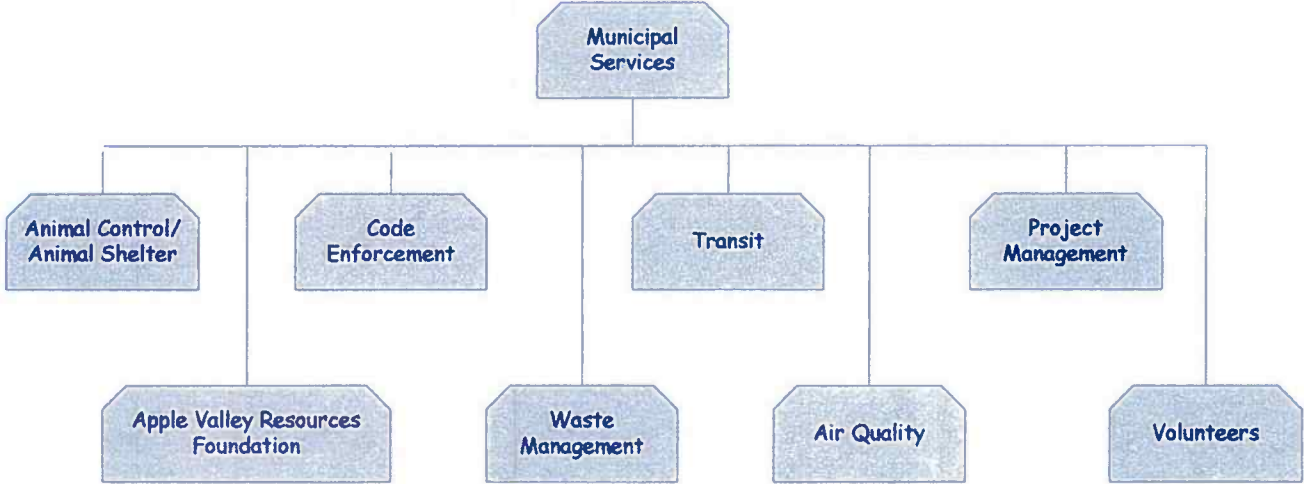 Municipal
Services
Animal Control/
Animal Shelter
Code
Enforcement
Transit
Project
Management
Apple Valley Resources
Foundation
Waste
Management
Air Quality
Volunteers